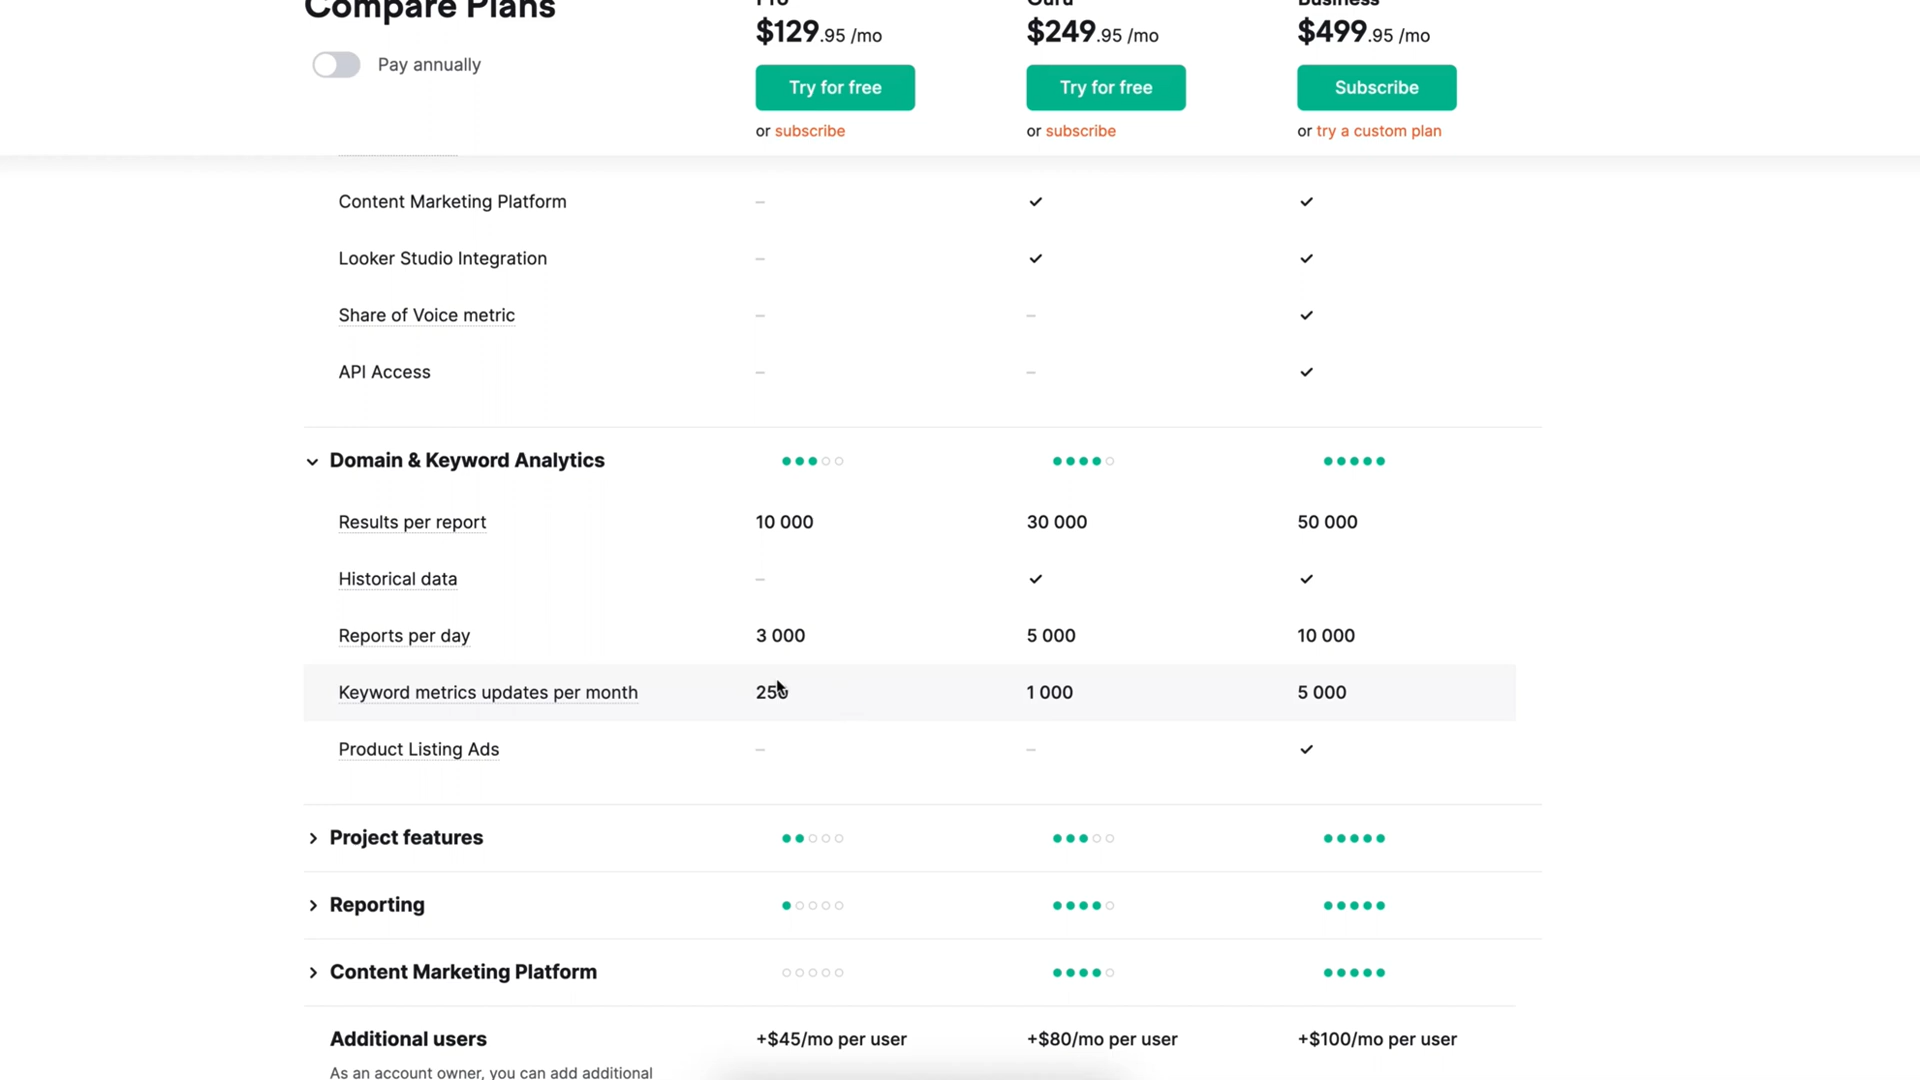 Compare Plans
Pro
Guru
Business
$129.95 /mo
$249.95 /mo
$499.95 /mo
Pay annually
Try for free
Try for free
Subscribe
or subscribe
or subscribe
or try a custom plan
Content Marketing Platform – ✓ ✓
Looker Studio Integration – ✓ ✓
Share of Voice metric – – ✓
API Access – – ✓
Domain & Keyword Analytics
Results per report 10 000 30 000 50 000
Historical data – ✓ ✓
Reports per day 3 000 5 000 10 000
Keyword metrics updates per month 250 1 000 5 000
Product Listing Ads – – ✓
Project features
Reporting
Content Marketing Platform
Additional users +$45/mo per user +$80/mo per user +$100/mo per user
As an account owner, you can add additional